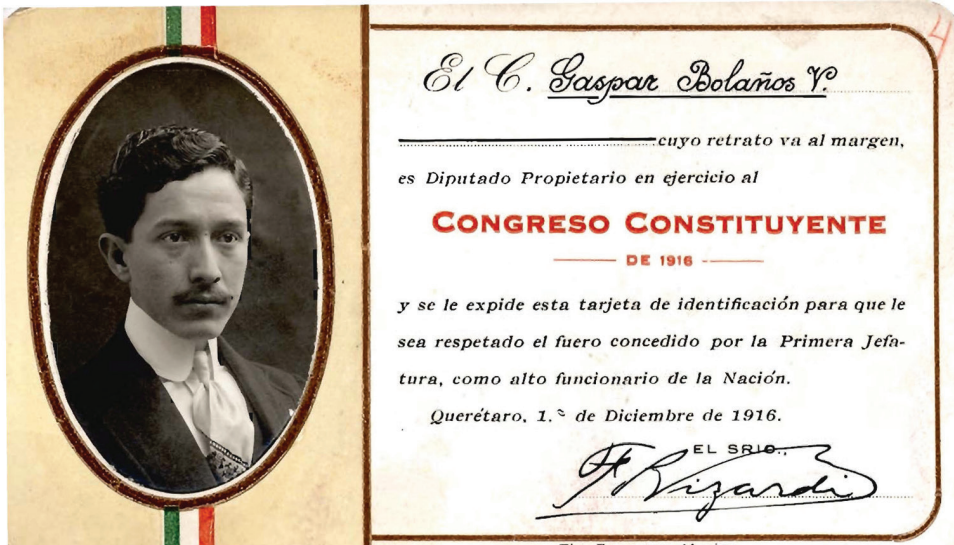 El C. Gaspar Bolaños V.
cuyo retrato va al margen,
es Diputado Propietario en ejercicio al
CONGRESO CONSTITUYENTE
DE 1916
y se le expide esta tarjeta de identificación para que le
sea respetado el fuero concedido por la Primera Jefa-
tura, como alto funcionario de la Nación.
Querétaro, 1.º de Diciembre de 1916.
EL SRIO.,
F Lizardi
4